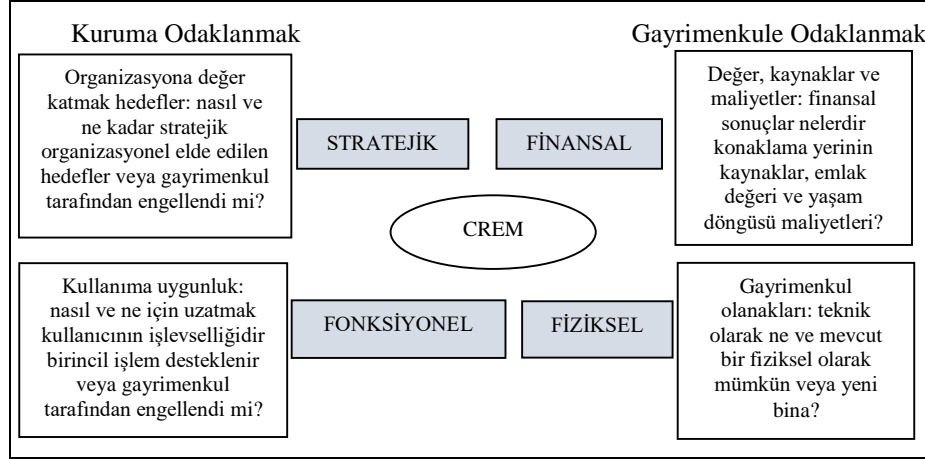 Kuruma Odaklanmak
Gayrimenkule Odaklanmak
Organizasyona değer
katmak hedefler: nasıl ve
ne kadar stratejik
organizasyonel elde edilen
hedefler veya gayrimenkul
tarafından engellendi mi?
STRATEJİK
FİNANSAL
Değer, kaynaklar ve
maliyetler: finansal
sonuçlar nelerdir
konaklama yerinin
kaynaklar, emlak
değeri ve yaşam
döngüsü maliyetleri?
CREM
Kullanıma uygunluk:
nasıl ve ne için uzatmak
kullanıcının işlevselliğidir
birincil işlem desteklenir
veya gayrimenkul
tarafından engellendi mi?
FONKSİYONEL
FİZİKSEL
Gayrimenkul
olanakları: teknik
olarak ne ve mevcut
bir fiziksel olarak
mümkün veya yeni
bina?